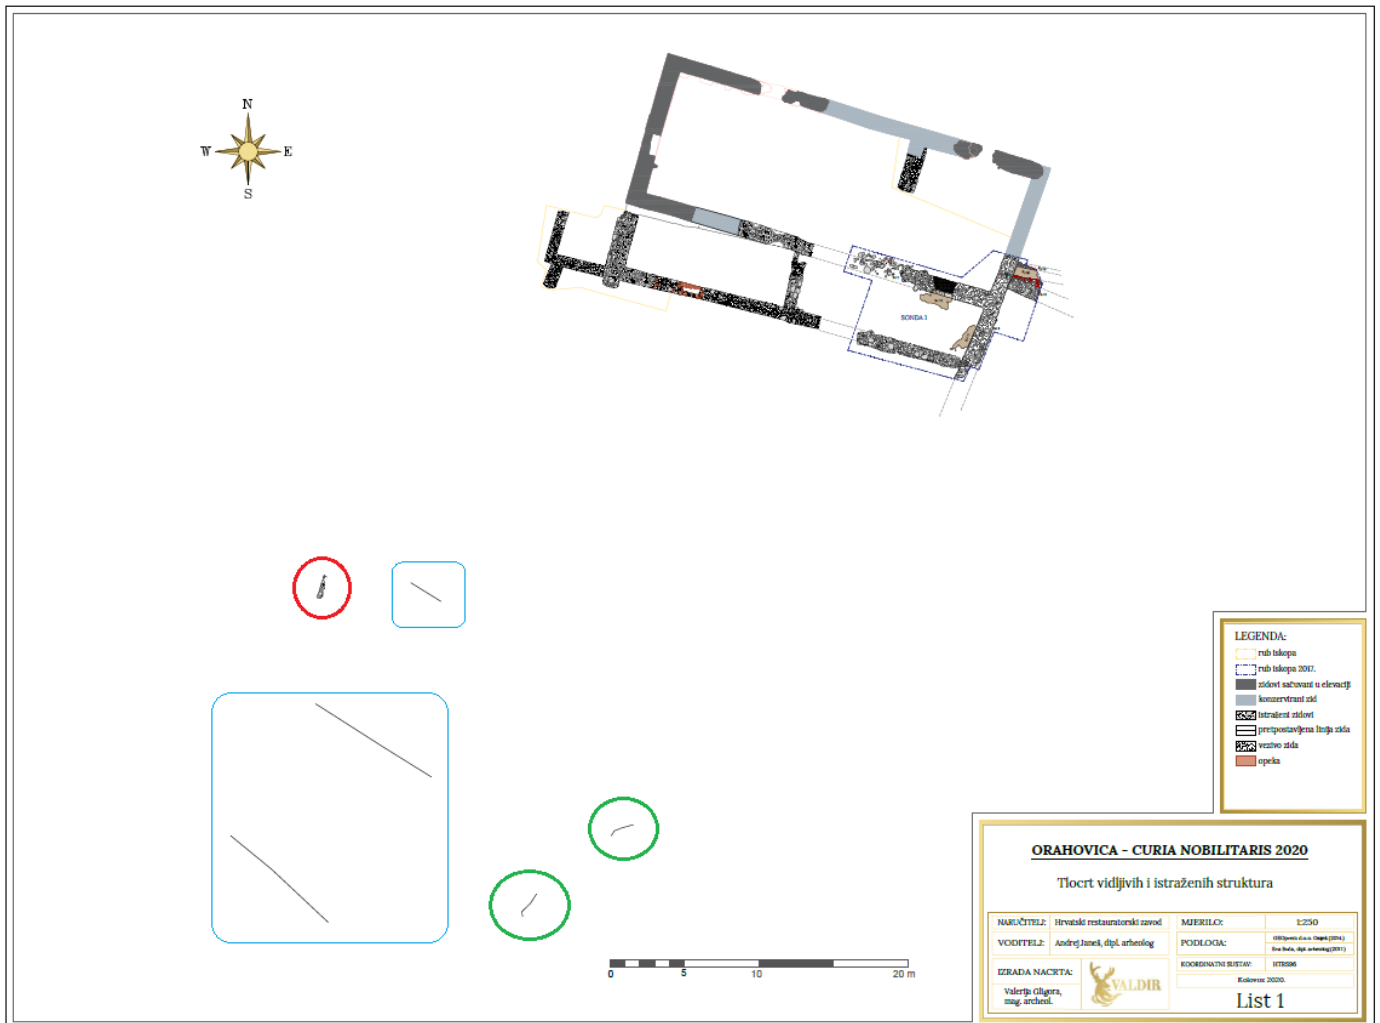 N
W E
S
SONDA 1
LEGENDA:
rub iskopa
rub iskopa 2017.
zidovi sačuvani u elevaciji
konzervirani zid
istraženi zidovi
pretpostavljena linija zida
vezivo zida
opeka
0 5 10 20 m
ORAHOVICA - CURIA NOBILITARIS 2020
Tlocrt vidljivih i istraženih struktura
NARUČITELJ: Hrvatski restauratorski zavod
MJERILO: 1:250
VODITELJ: Andrej Janeš, dipl. arheolog
PODLOGA:
KOORDINATNI SUSTAV: HTRS96
IZRADA NACRTA:
Valerija Gligora,
mag. archeol.
VALDIR
Kolovoz 2020.
List 1